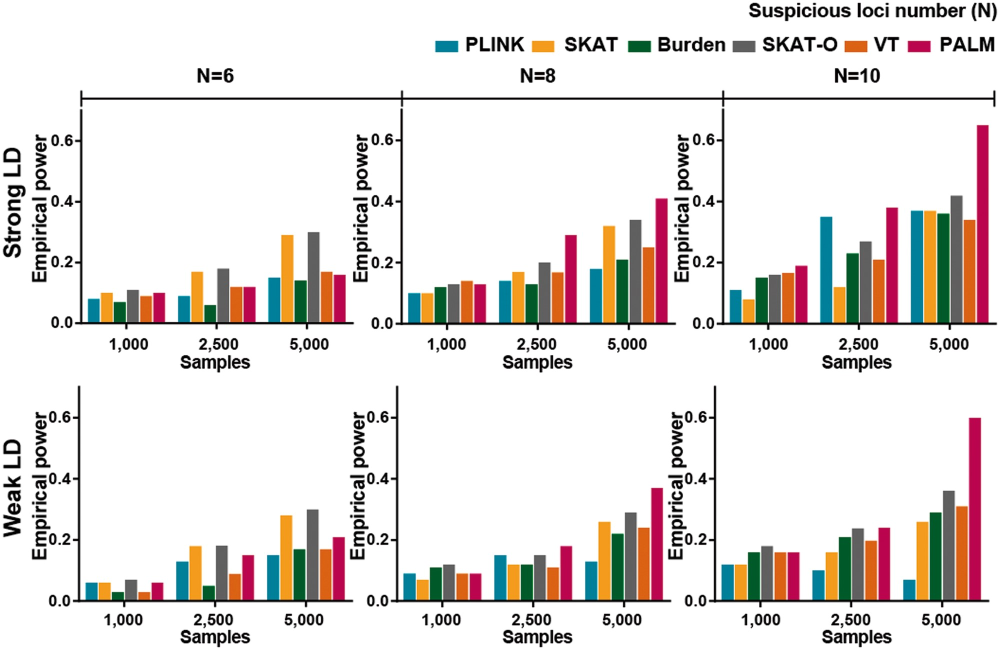 Suspicious loci number (N)
PLINK SKAT Burden SKAT-O VT PALM
N=6 N=8 N=10
Strong LD
Empirical power
0.6
0.4
0.2
0.0
1,000 2,500 5,000
Samples
Empirical power
0.6
0.4
0.2
0.0
1,000 2,500 5,000
Samples
Empirical power
0.6
0.4
0.2
0.0
1,000 2,500 5,000
Samples
Weak LD
Empirical power
0.6
0.4
0.2
0.0
1,000 2,500 5,000
Samples
Empirical power
0.6
0.4
0.2
0.0
1,000 2,500 5,000
Samples
Empirical power
0.6
0.4
0.2
0.0
1,000 2,500 5,000
Samples